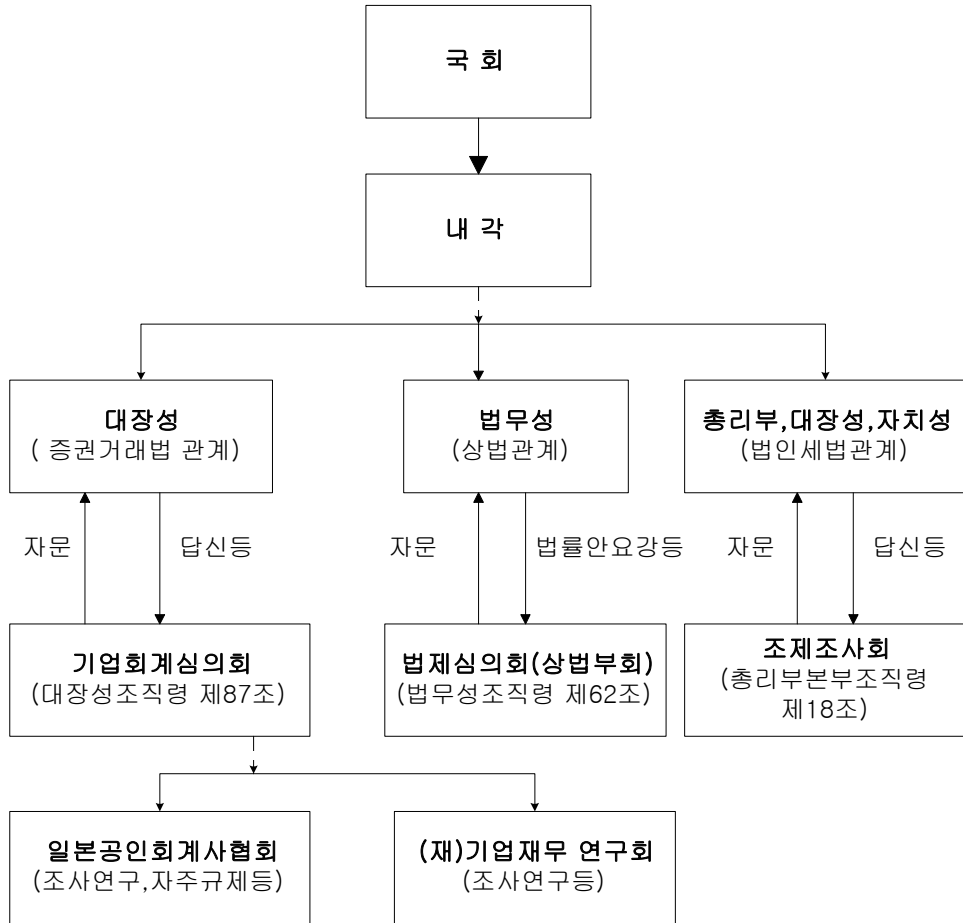 국 회
내 각
대장성
( 증권거래법 관계)
법무성
(상법관계)
총리부,대장성,자치성
(법인세법관계)
자문
답신등
자문
법률안요강등
자문
답신등
기업회계심의회
(대장성조직령 제87조)
법제심의회(상법부회)
(법무성조직령 제62조)
조제조사회
(총리부본부조직령
제18조)
일본공인회계사협회
(조사연구,자주규제등)
(재)기업재무 연구회
(조사연구등)